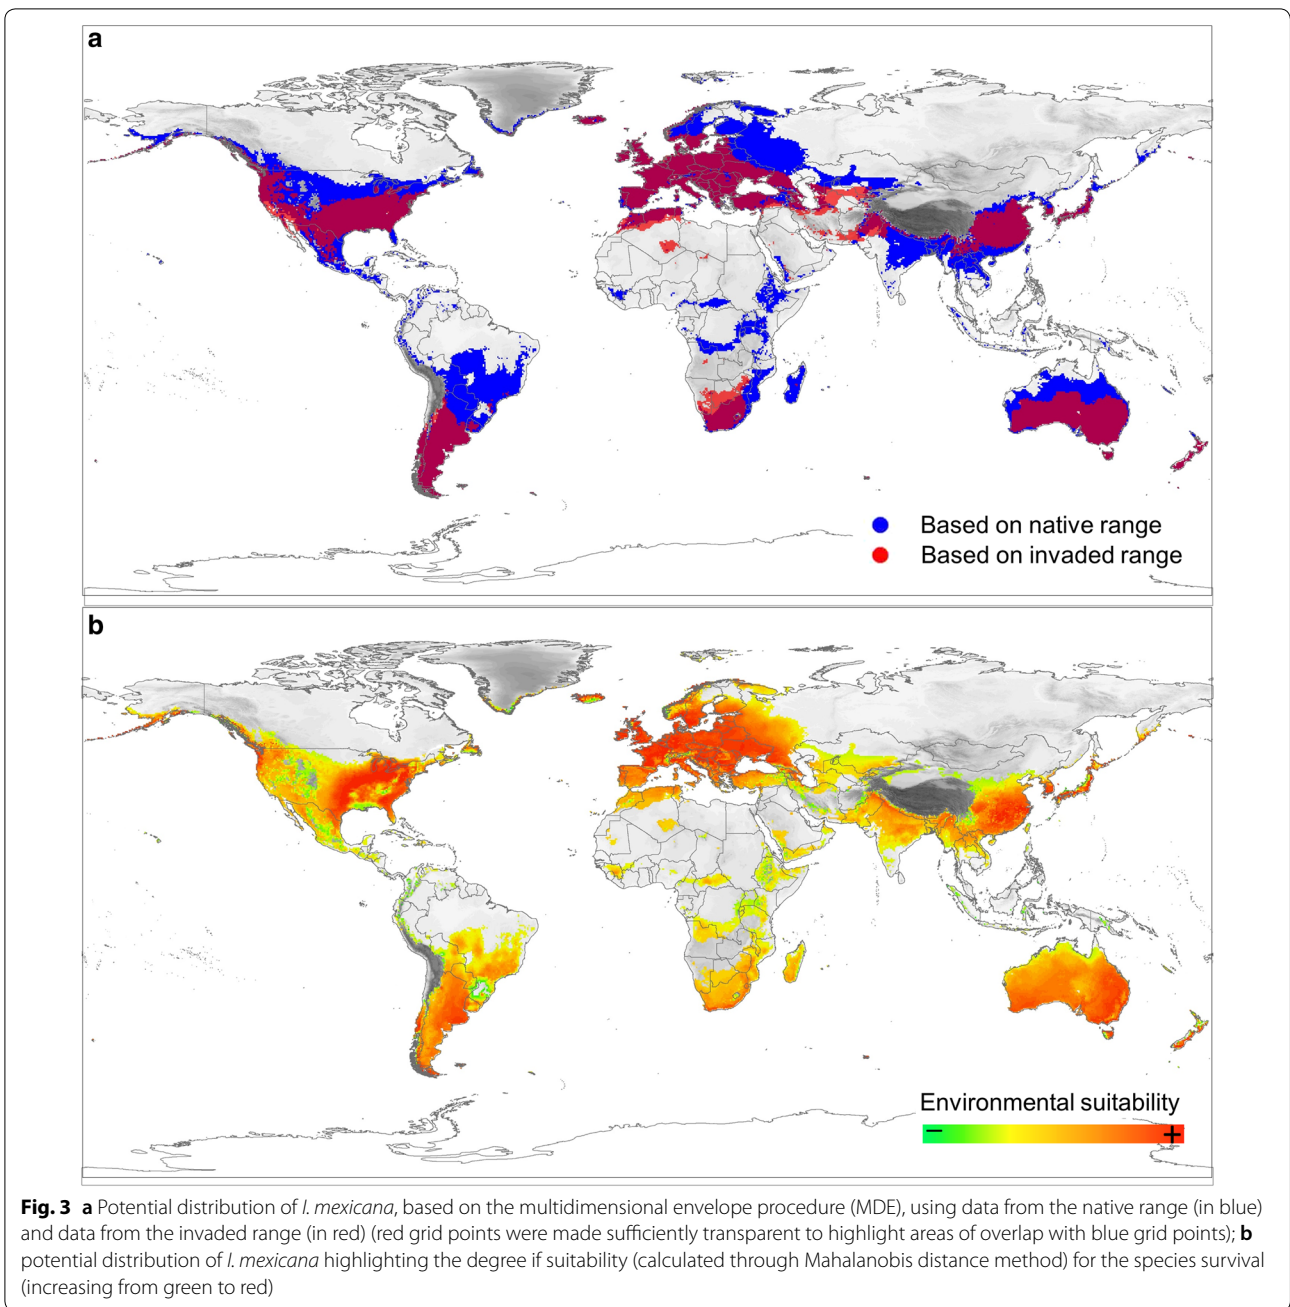 a
Based on native range
Based on invaded range
b
Environmental suitability
− +
Fig. 3 a Potential distribution of I. mexicana, based on the multidimensional envelope procedure (MDE), using data from the native range (in blue)
and data from the invaded range (in red) (red grid points were made sufficiently transparent to highlight areas of overlap with blue grid points); b
potential distribution of I. mexicana highlighting the degree if suitability (calculated through Mahalanobis distance method) for the species survival
(increasing from green to red)